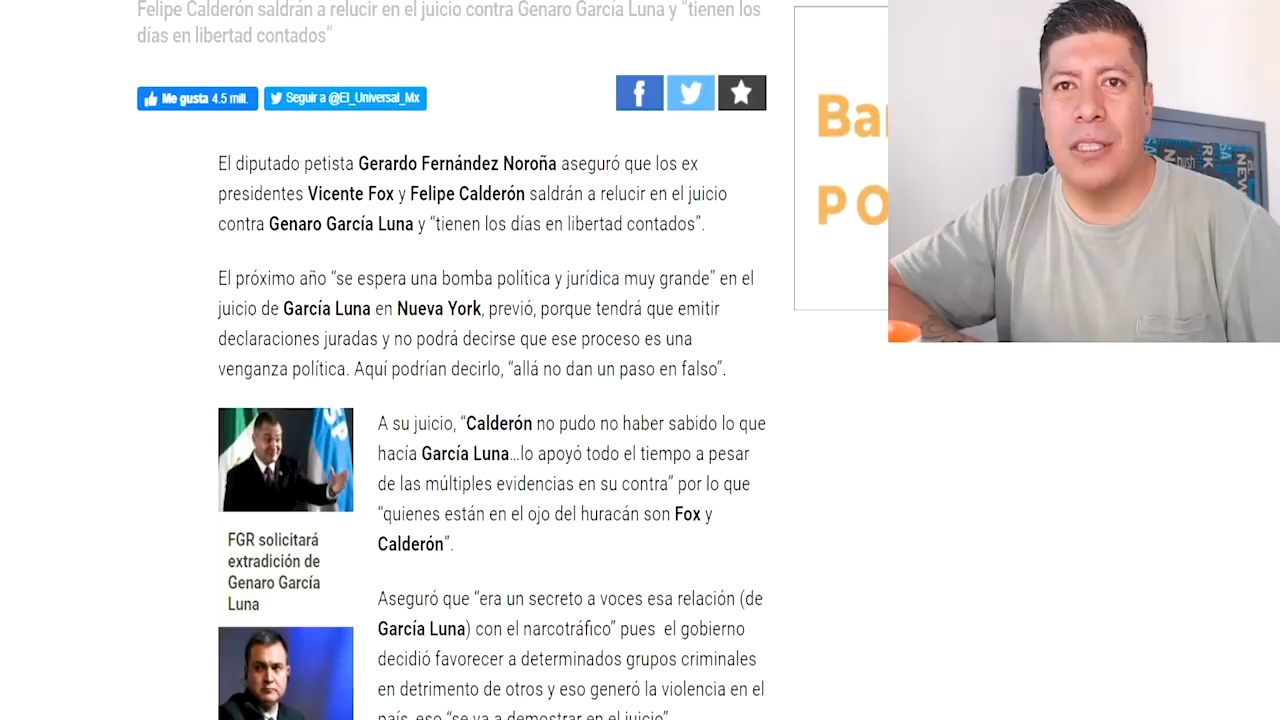 Felipe Calderón saldrán a relucir en el juicio contra Genaro García Luna y “tienen los
días en libertad contados”
Me gusta 4.5 mill.
Seguir a @El_Universal_Mx
El diputado petista Gerardo Fernández Noroña aseguró que los ex
presidentes Vicente Fox y Felipe Calderón saldrán a relucir en el juicio
contra Genaro García Luna y “tienen los días en libertad contados”.
El próximo año “se espera una bomba política y jurídica muy grande” en el
juicio de García Luna en Nueva York, previó, porque tendrá que emitir
declaraciones juradas y no podrá decirse que ese proceso es una
venganza política. Aquí podrían decirlo, “allá no dan un paso en falso”.
A su juicio, “Calderón no pudo no haber sabido lo que
hacía García Luna...lo apoyó todo el tiempo a pesar
de las múltiples evidencias en su contra” por lo que
“quienes están en el ojo del huracán son Fox y
Calderón”.
FGR solicitará
extradición de
Genaro García
Luna
Aseguró que “era un secreto a voces esa relación (de
García Luna) con el narcotráfico” pues el gobierno
decidió favorecer a determinados grupos criminales
en detrimento de otros y eso generó la violencia en el
país, eso “se va a demostrar en el juicio”